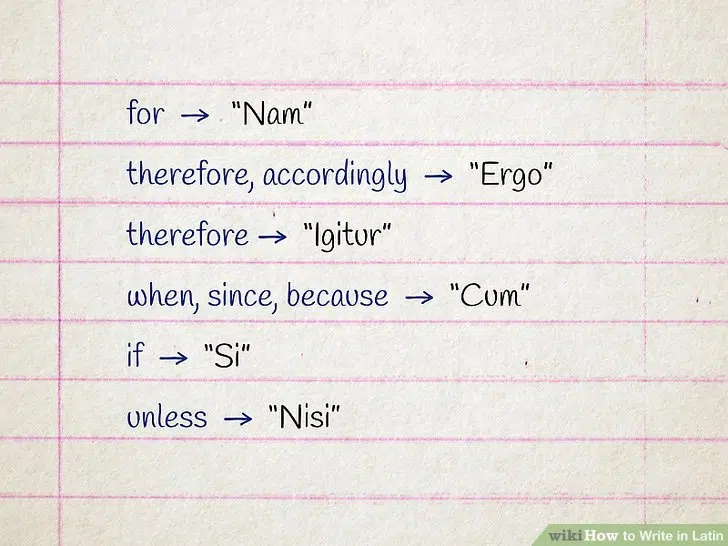 for → "Nam"
therefore, accordingly → "Ergo"
therefore → "Igitur"
when, since, because → "Cum"
if → "Si"
unless → "Nisi"
wikiHow to Write in Latin